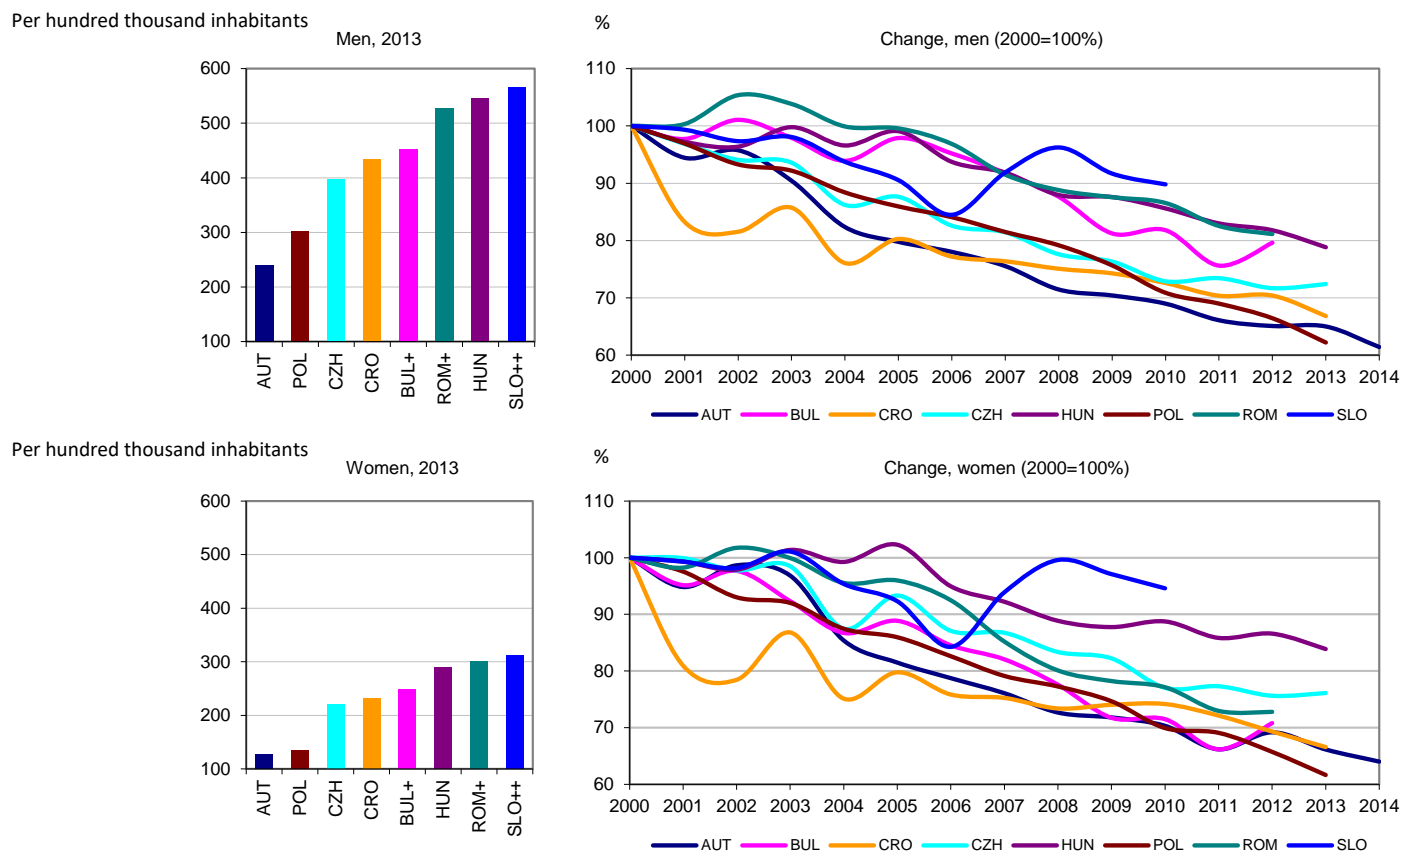 Per hundred thousand inhabitants
Men, 2013
600
500
400
300
200
100
AUT
POL
CZH
CRO
BUL+
ROM+
HUN
SLO++
%
Change, men (2000=100%)
110
100
90
80
70
60
2000 2001 2002 2003 2004 2005 2006 2007 2008 2009 2010 2011 2012 2013 2014
AUT BUL CRO CZH HUN POL ROM SLO
Per hundred thousand inhabitants
Women, 2013
600
500
400
300
200
100
AUT
POL
CZH
CRO
BUL+
HUN
ROM+
SLO++
%
Change, women (2000=100%)
110
100
90
80
70
60
2000 2001 2002 2003 2004 2005 2006 2007 2008 2009 2010 2011 2012 2013 2014
AUT BUL CRO CZH HUN POL ROM SLO